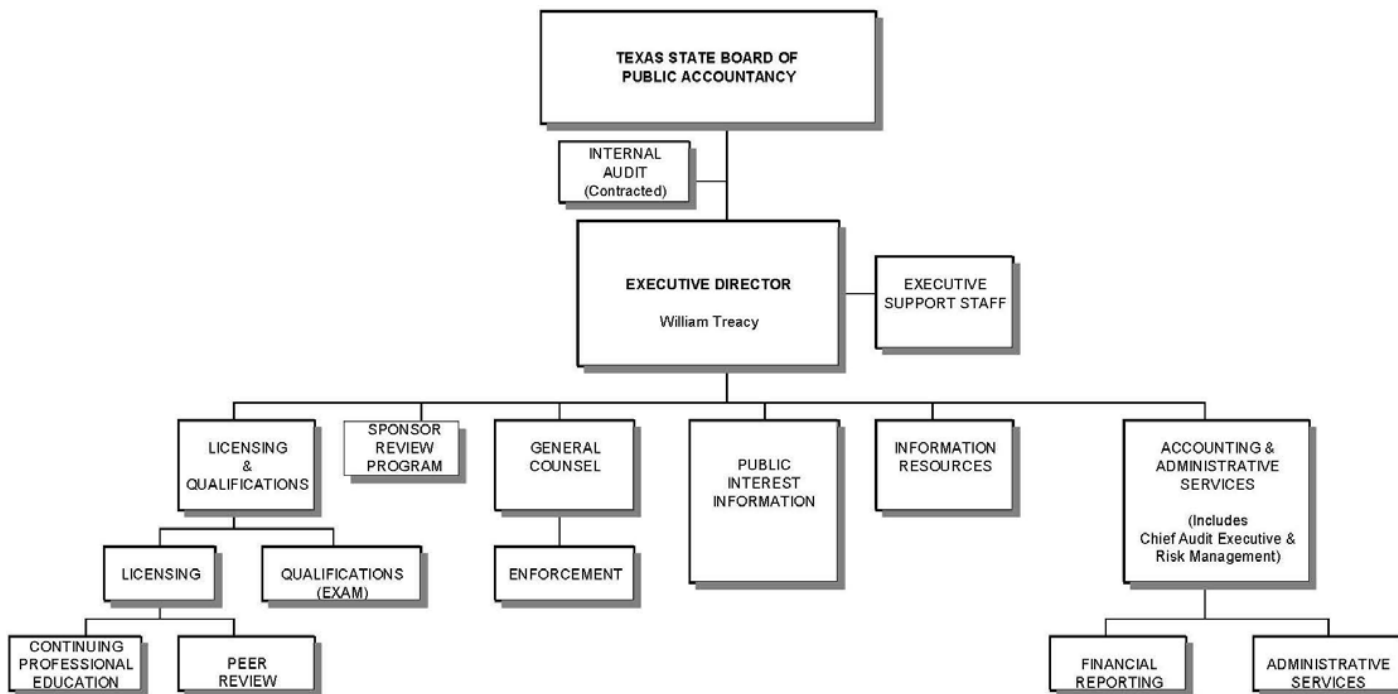 TEXAS STATE BOARD OF
PUBLIC ACCOUNTANCY
INTERNAL
AUDIT
(Contracted)
EXECUTIVE DIRECTOR
William Treacy
EXECUTIVE
SUPPORT STAFF
LICENSING
&
QUALIFICATIONS
SPONSOR
REVIEW
PROGRAM
GENERAL
COUNSEL
PUBLIC
INTEREST
INFORMATION
INFORMATION
RESOURCES
ACCOUNTING &
ADMINISTRATIVE
SERVICES
(Includes
Chief Audit Executive &
Risk Management)
LICENSING
QUALIFICATIONS
(EXAM)
ENFORCEMENT
CONTINUING
PROFESSIONAL
EDUCATION
PEER
REVIEW
FINANCIAL
REPORTING
ADMINISTRATIVE
SERVICES